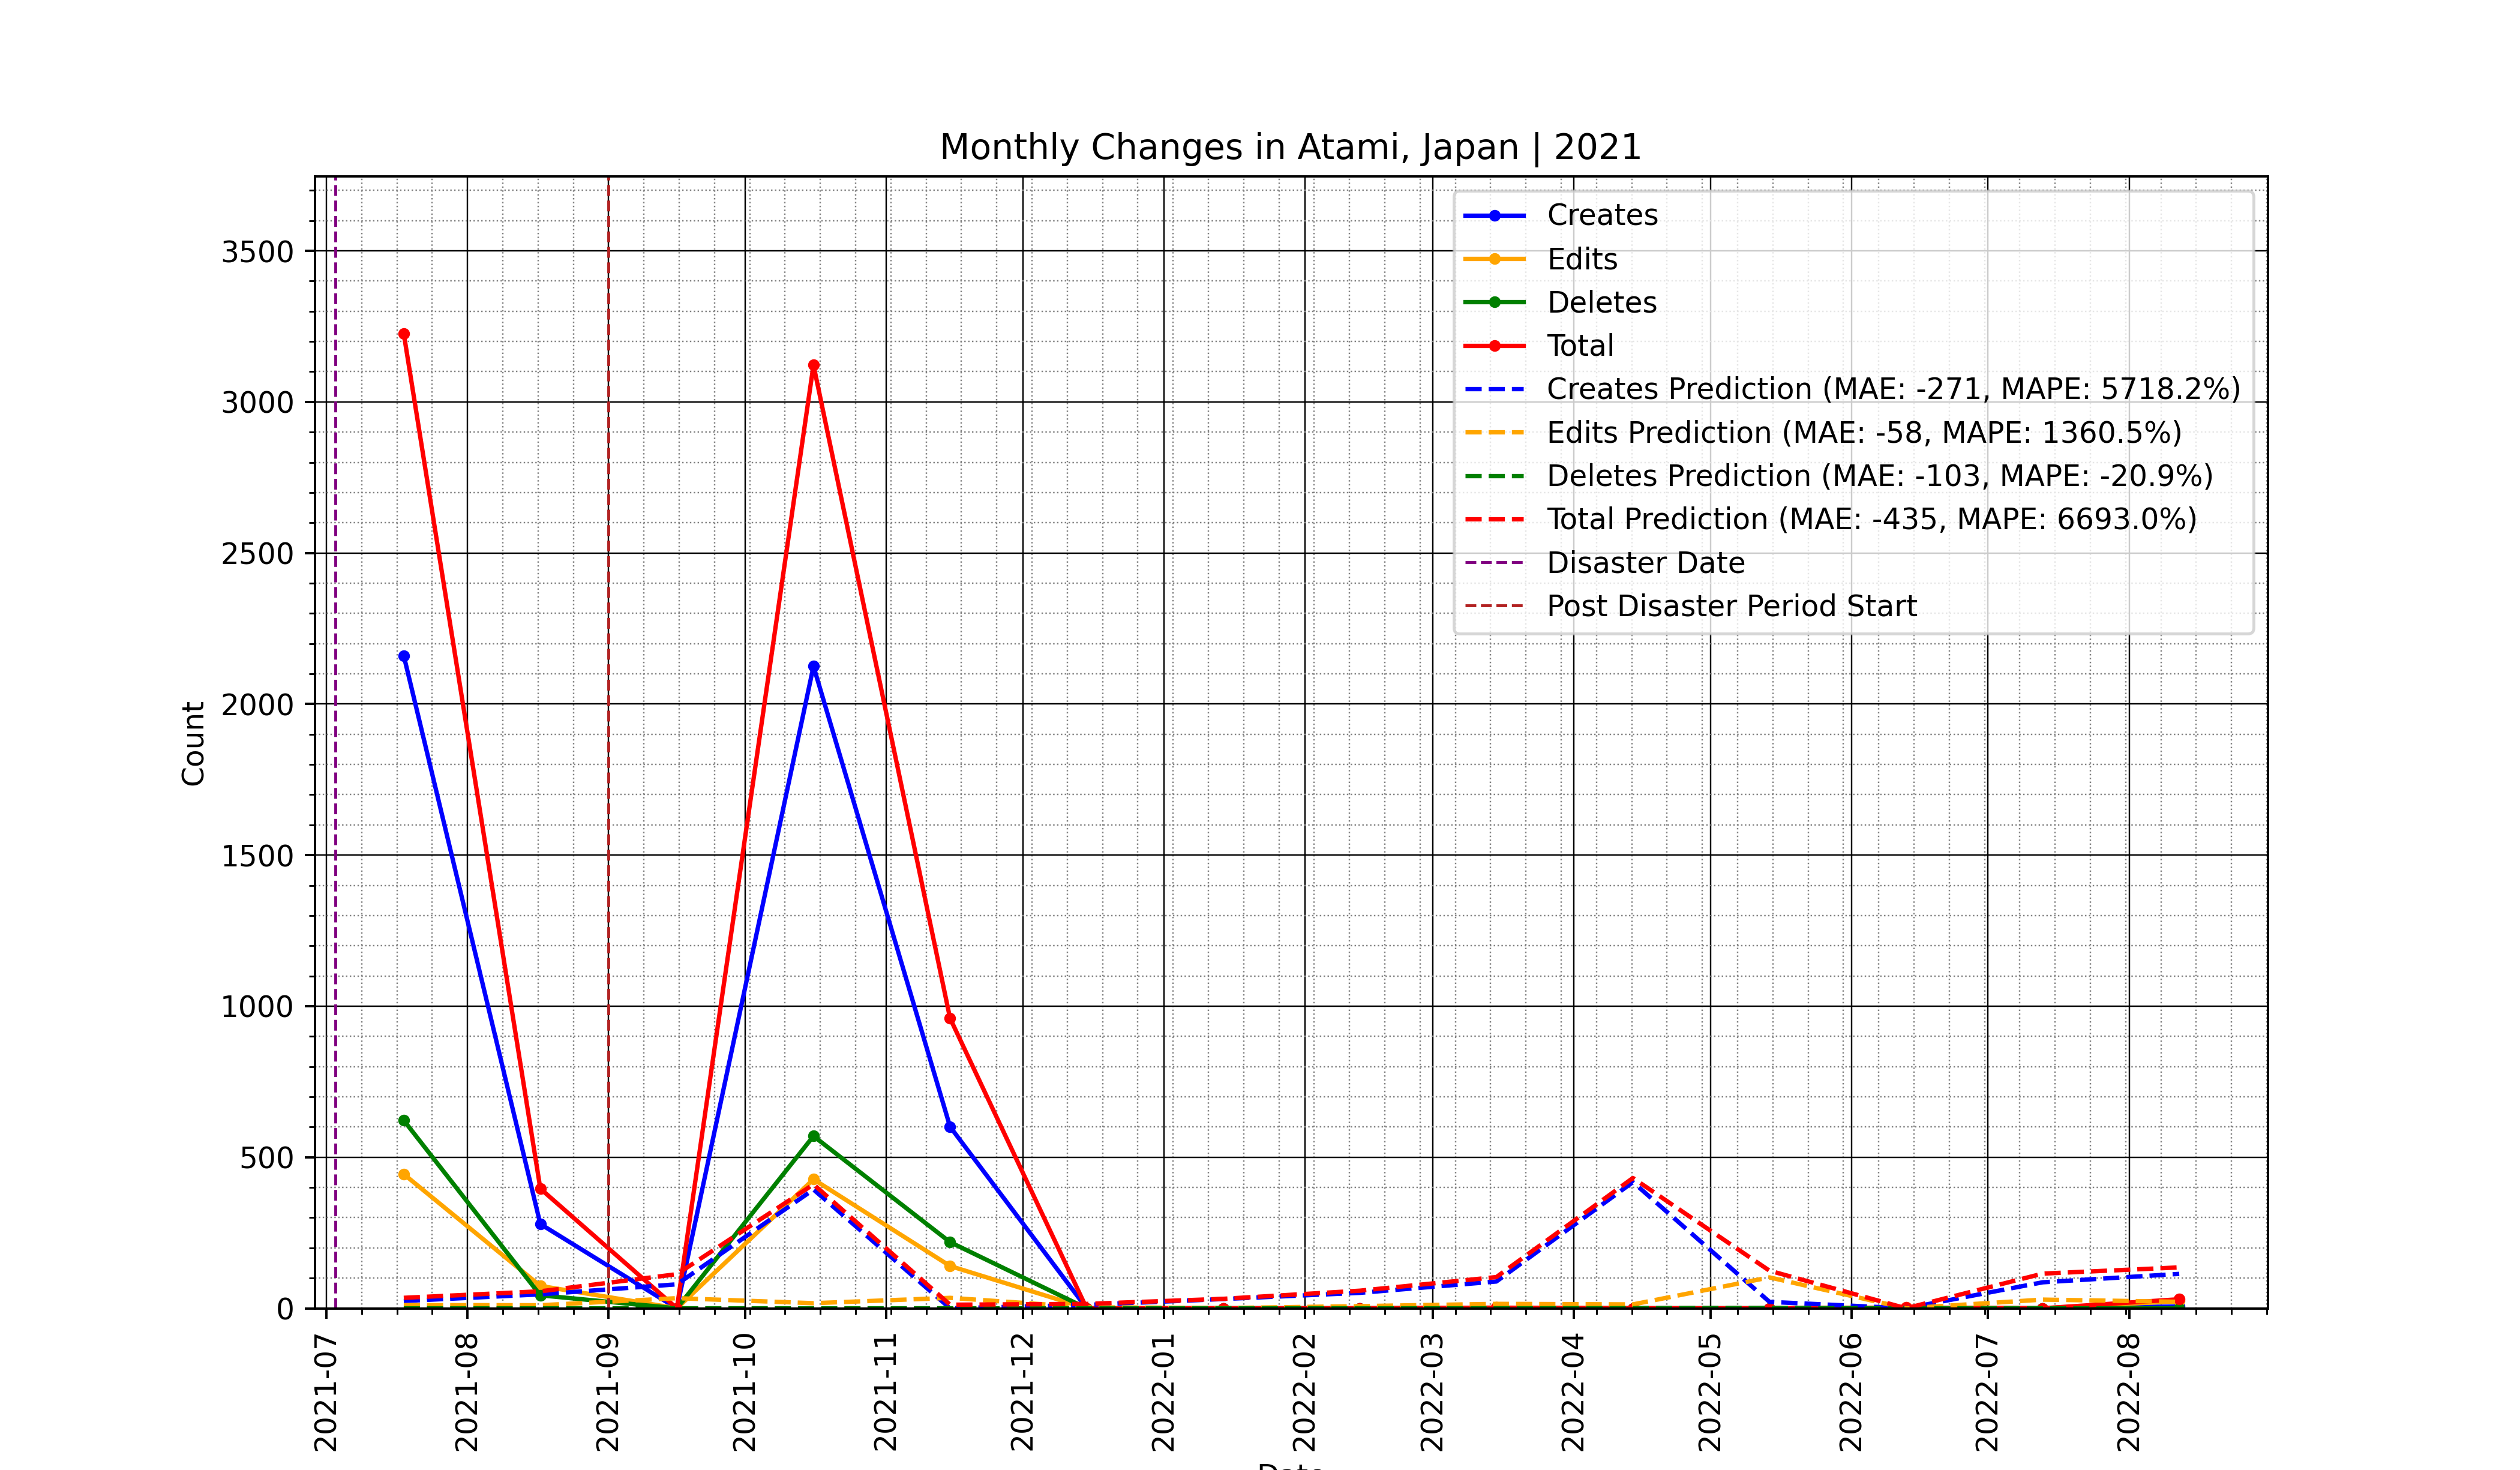 Monthly Changes in Atami, Japan | 2021
Creates
Edits
Deletes
Total
Creates Prediction (MAE: -271, MAPE: 5718.2%)
Edits Prediction (MAE: -58, MAPE: 1360.5%)
Deletes Prediction (MAE: -103, MAPE: -20.9%)
Total Prediction (MAE: -435, MAPE: 6693.0%)
Disaster Date
Post Disaster Period Start
Count
3500
3000
2500
2000
1500
1000
500
0
2021-07
2021-08
2021-09
2021-10
2021-11
2021-12
2022-01
2022-02
2022-03
2022-04
2022-05
2022-06
2022-07
2022-08